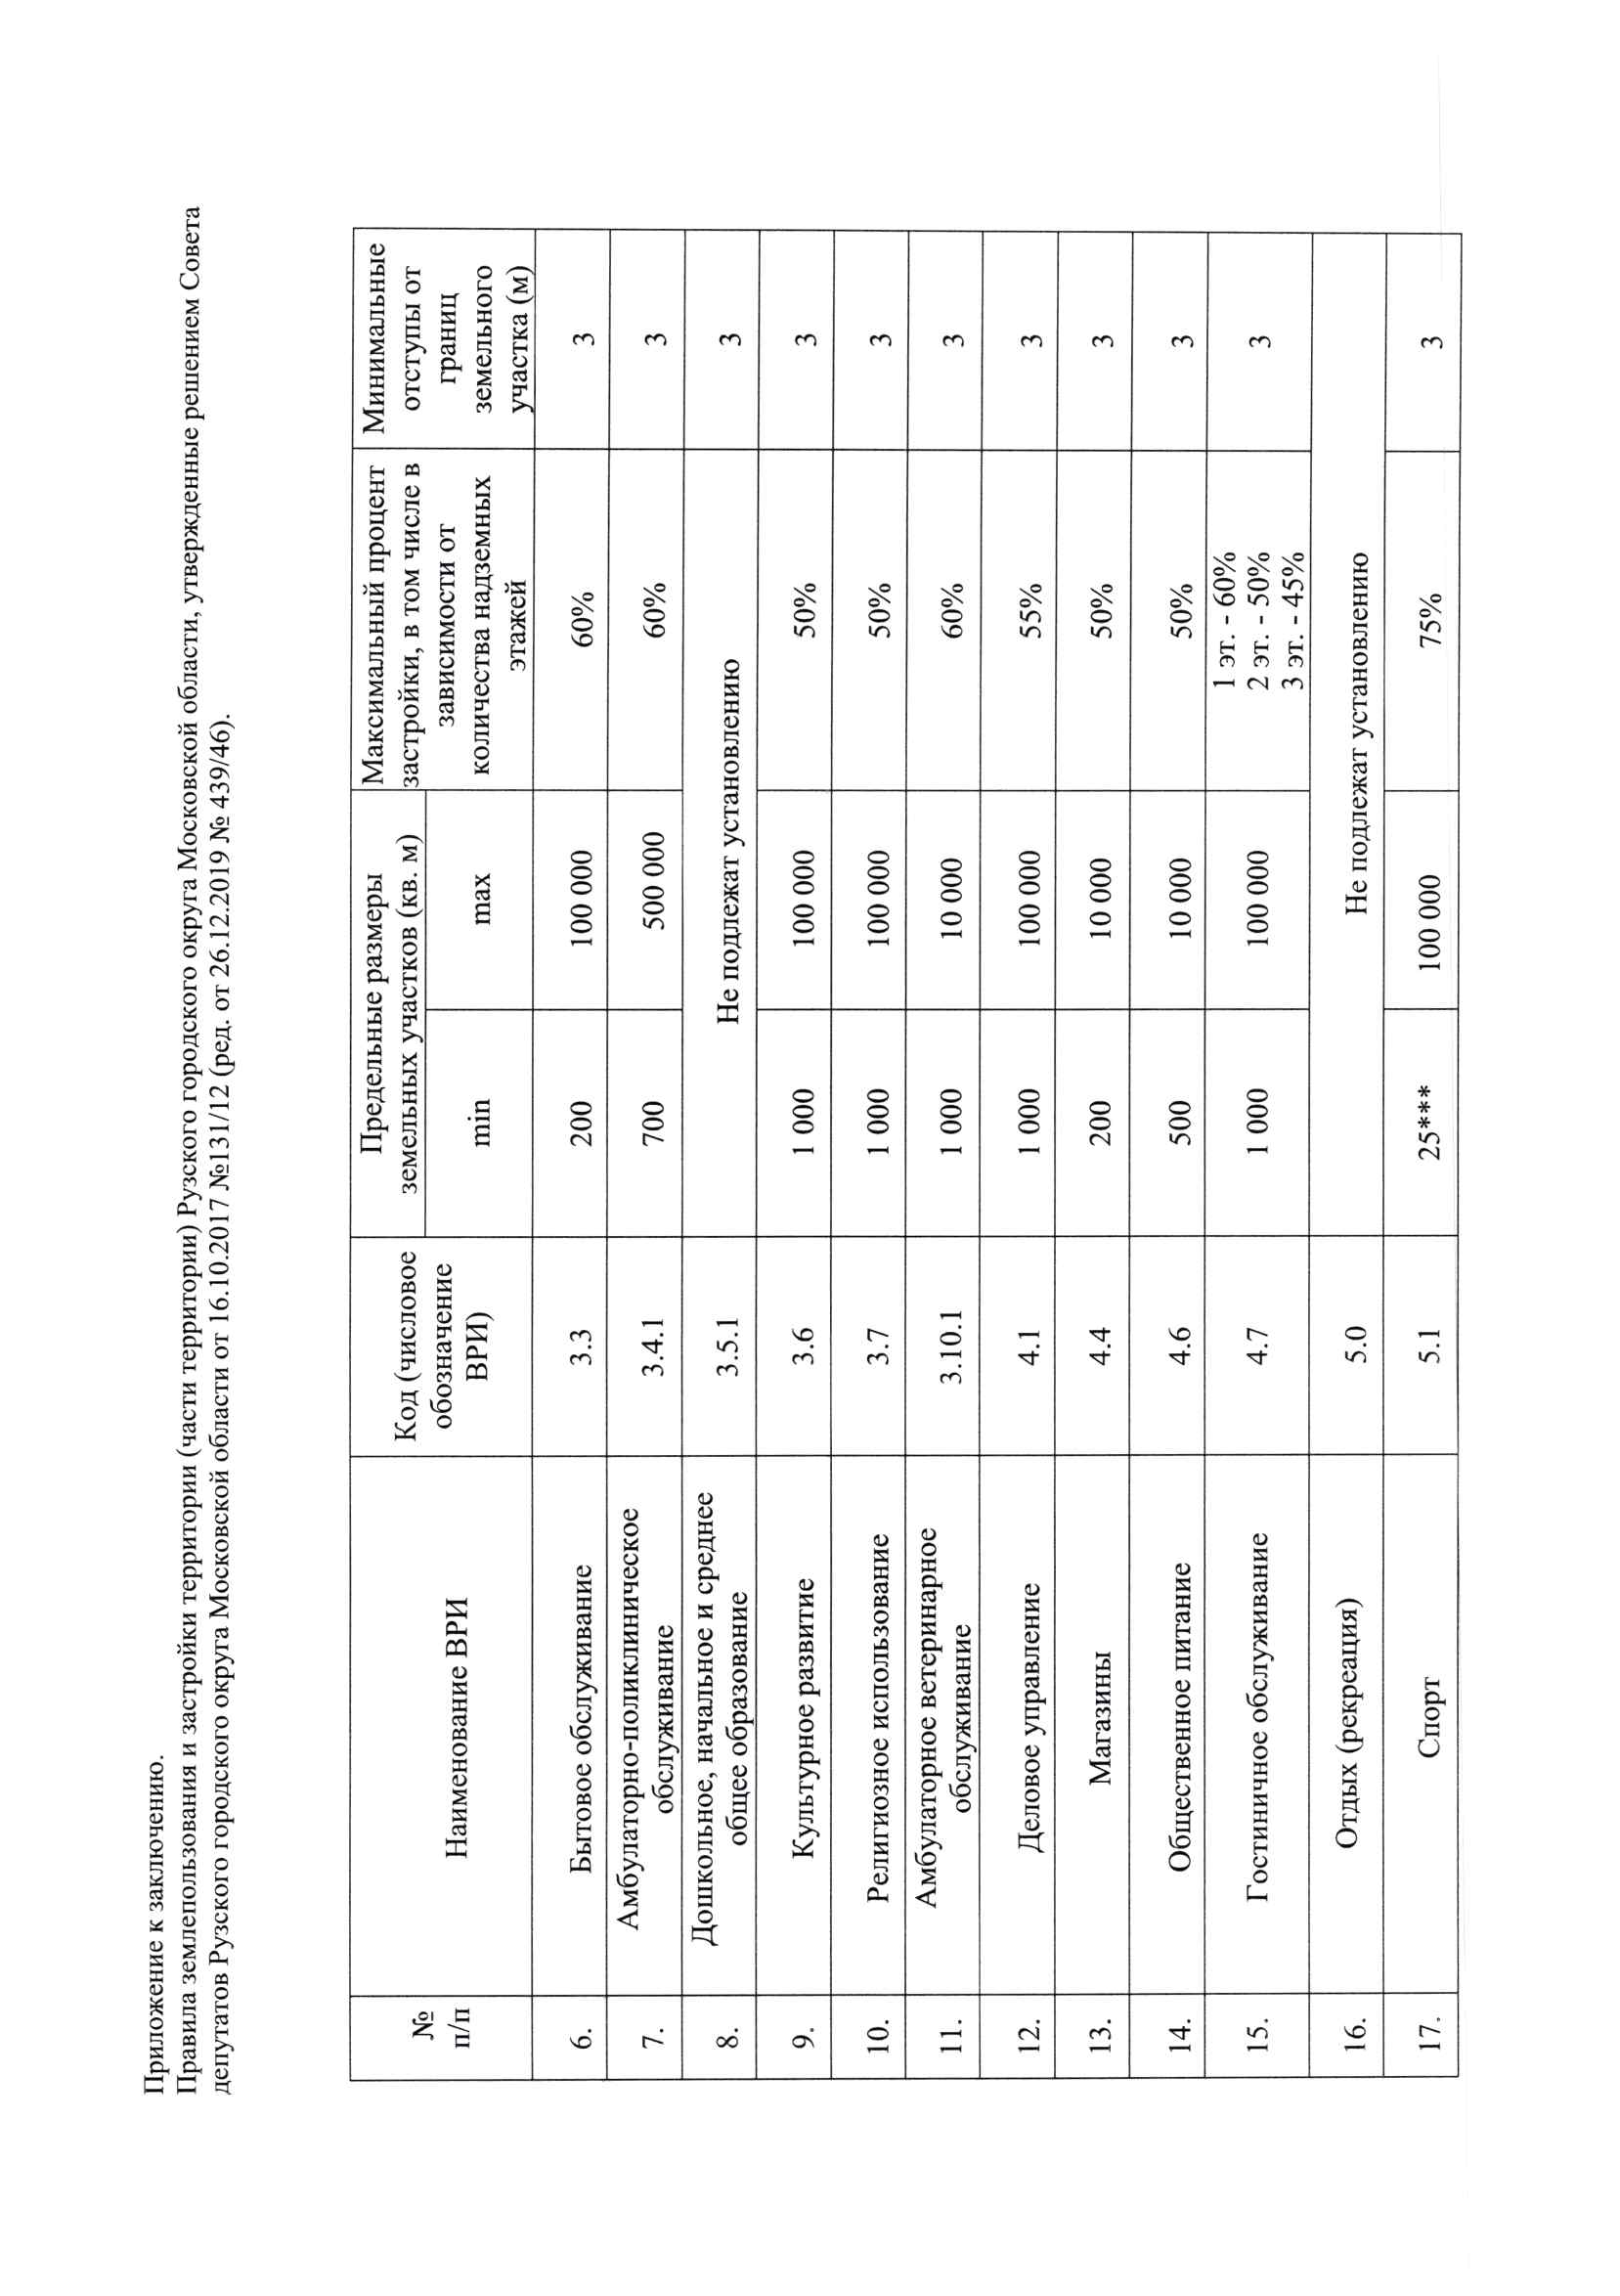 Приложение к заключению.
Правила землепользования и застройки территории (части территории) Рузского городского округа Московской области, утвержденные решением Совета
депутатов Рузского городского округа Московской области от 16.10.2017 №131/12 (ред. от 26.12.2019 № 439/46).
№
п/п
Наименование ВРИ
Код (числовое
обозначение
ВРИ)
Предельные размеры
земельных участков (кв. м)
min
max
Максимальный процент
застройки, в том числе в
зависимости от
количества надземных
этажей
Минимальные
отступы от
границ
земельного
участка (м)
6. Бытовое обслуживание 3.3 200 100 000 60% 3
7. Амбулаторно-поликлиническое
обслуживание 3.4.1 700 500 000 60% 3
8. Дошкольное, начальное и среднее
общее образование 3.5.1 Не подлежат установлению 3
9. Культурное развитие 3.6 1 000 100 000 50% 3
10. Религиозное использование 3.7 1 000 100 000 50% 3
11. Амбулаторное ветеринарное
обслуживание 3.10.1 1 000 10 000 60% 3
12. Деловое управление 4.1 1 000 100 000 55% 3
13. Магазины 4.4 200 10 000 50% 3
14. Общественное питание 4.6 500 10 000 50% 3
15. Гостиничное обслуживание 4.7 1 000 100 000 1 эт. - 60%
2 эт. - 50%
3 эт. - 45%
3
16. Отдых (рекреация) 5.0 Не подлежат установлению
17. Спорт 5.1 25*** 100 000 75% 3